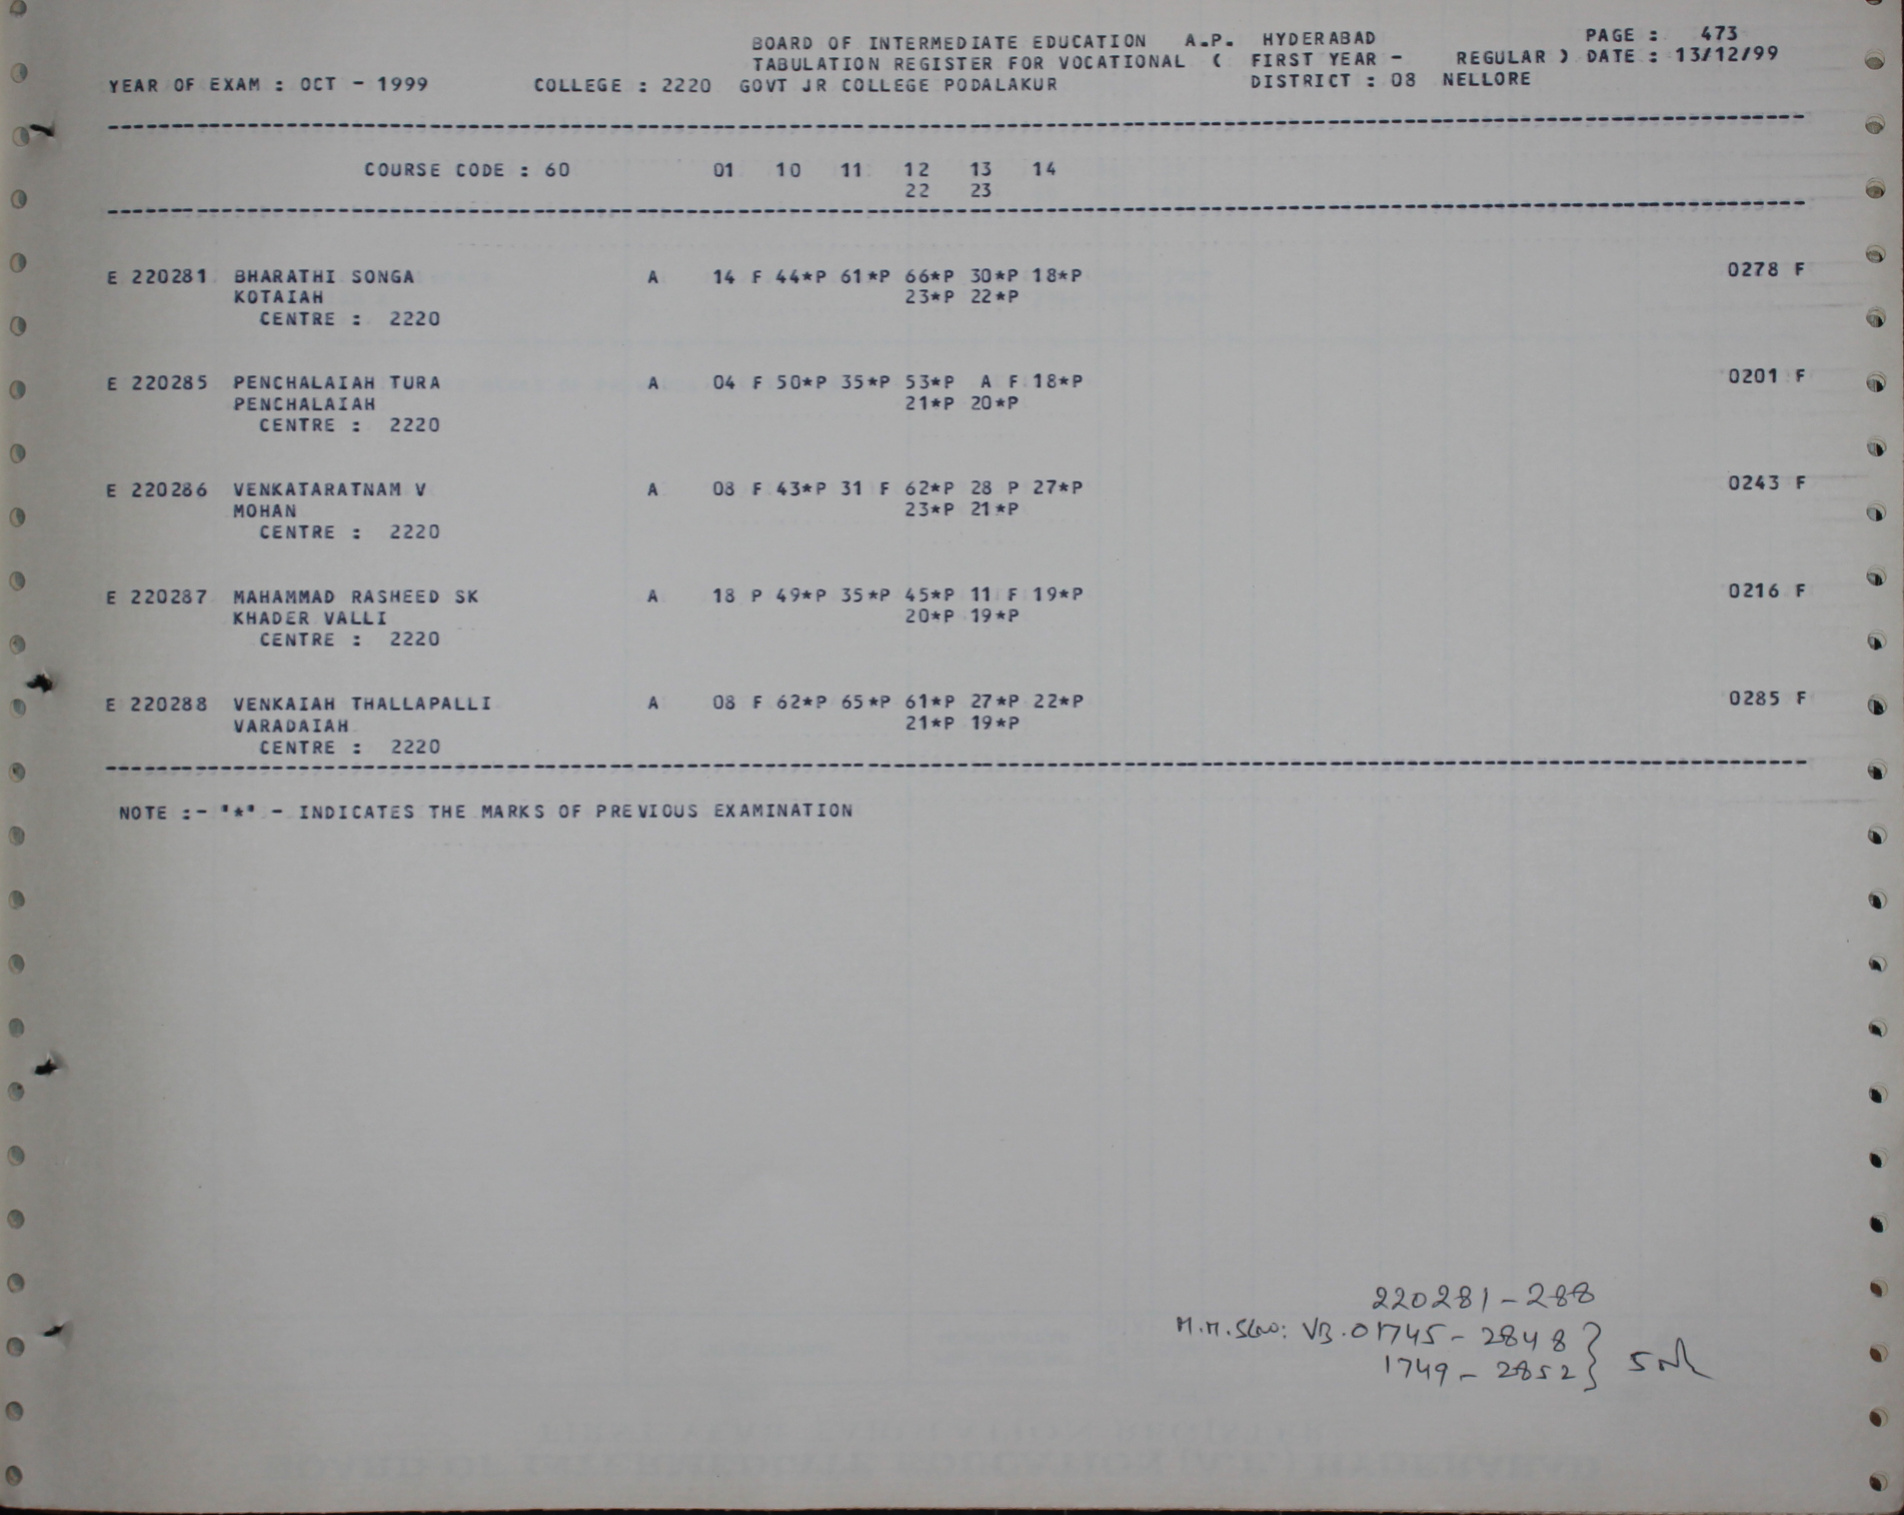 BOARD OF INTERMEDIATE EDUCATION A.P. HYDERABAD PAGE : 473
TABULATION REGISTER FOR VOCATIONAL ( FIRST YEAR - REGULAR ) DATE : 13/12/99
YEAR OF EXAM : OCT - 1999 COLLEGE : 2220 GOVT JR COLLEGE PODALAKUR DISTRICT : 08 NELLORE
COURSE CODE : 60 01 10 11 12 13 14
22 23
E 220281 BHARATHI SONGA A 14 F 44*P 61*P 66*P 30*P 18*P 0278 F
KOTAIAH 23*P 22*P
CENTRE : 2220
E 220285 PENCHALAIAH TURA A 04 F 50*P 35*P 53*P A F 18*P 0201 F
PENCHALAIAH 21*P 20*P
CENTRE : 2220
E 220286 VENKATARATNAM V A 08 F 43*P 31 F 62*P 28 P 27*P 0243 F
MOHAN 23*P 21*P
CENTRE : 2220
E 220287 MAHAMMAD RASHEED SK A 18 P 49*P 35*P 45*P 11 F 19*P 0216 F
KHADER VALLI 20*P 19*P
CENTRE : 2220
E 220288 VENKAIAH THALLAPALLI A 08 F 62*P 65*P 61*P 27*P 22*P 0285 F
VARADAIAH 21*P 19*P
CENTRE : 2220
NOTE :- "*" - INDICATES THE MARKS OF PREVIOUS EXAMINATION
220281-288
M.M.Slno: VB.01745-2848
1749-2852